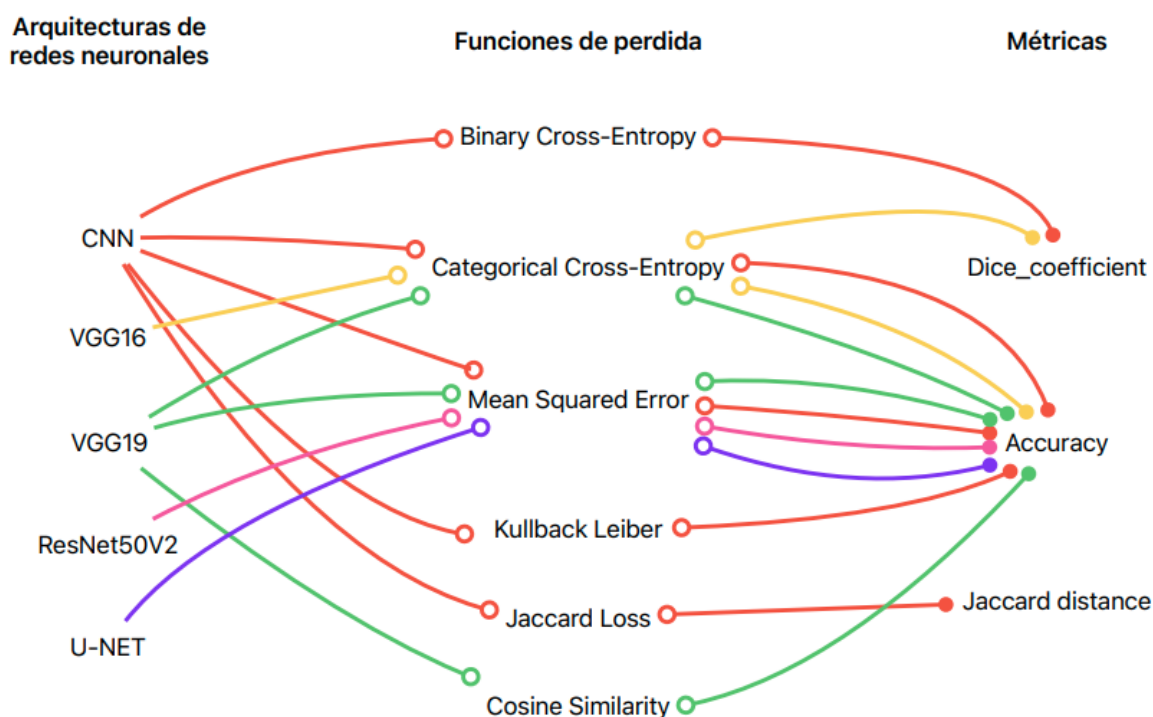 Arquitecturas de
redes neuronales
Funciones de perdida
Métricas
Binary Cross-Entropy
CNN
Categorical Cross-Entropy
Dice_coefficient
VGG16
Mean Squared Error
VGG19
Accuracy
Kullback Leiber
ResNet50V2
Jaccard Loss
Jaccard distance
U-NET
Cosine Similarity